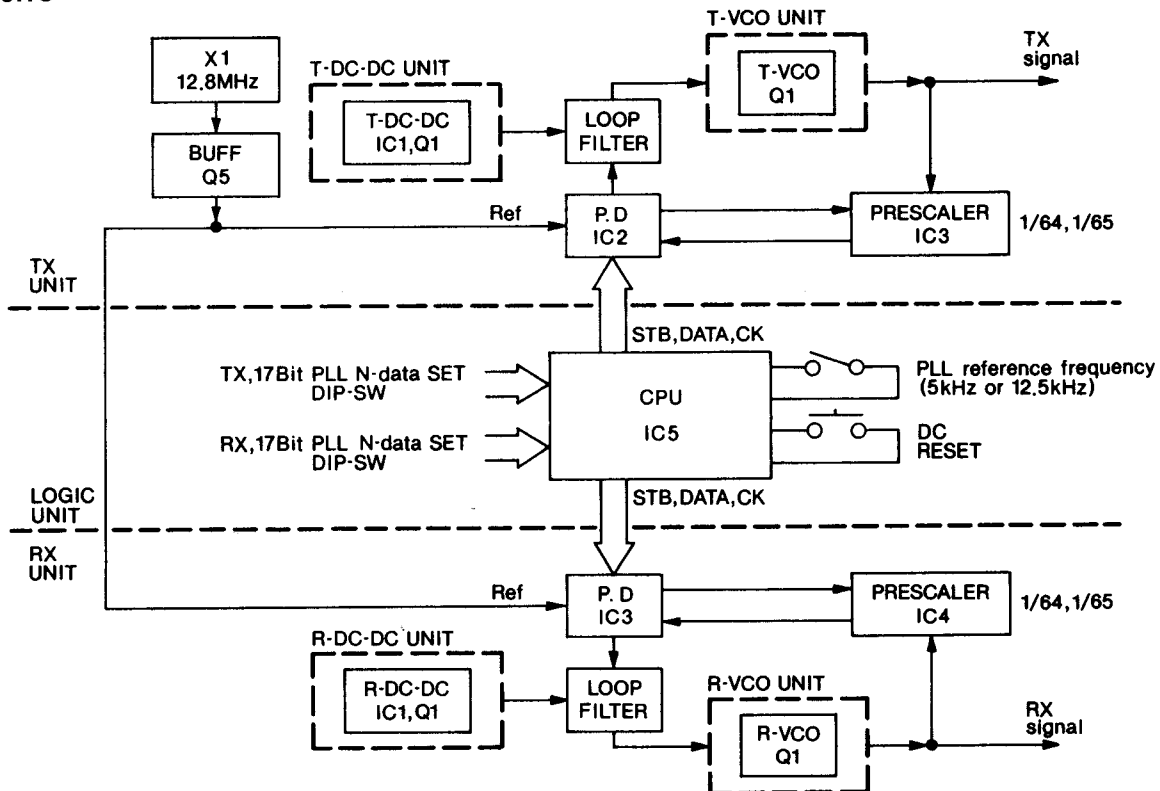 T-VCO UNIT
X1
12.8MHz
T-DC-DC UNIT
TX
signal
T-VCO
Q1
T-DC-DC
IC1,Q1
LOOP
FILTER
BUFF
Q5
Ref
P.D
IC2
PRESCALER
IC3
1/64,1/65
TX
UNIT
STB,DATA,CK
TX,17Bit PLL N-data SET
DIP-SW
CPU
IC5
PLL reference frequency
(5kHz or 12.5kHz)
RX,17Bit PLL N-data SET
DIP-SW
DC
RESET
LOGIC
UNIT
STB,DATA,CK
RX
UNIT
Ref
P.D
IC3
PRESCALER
IC4
1/64,1/65
R-DC-DC UNIT
R-DC-DC
IC1,Q1
LOOP
FILTER
R-VCO UNIT
R-VCO
Q1
RX
signal